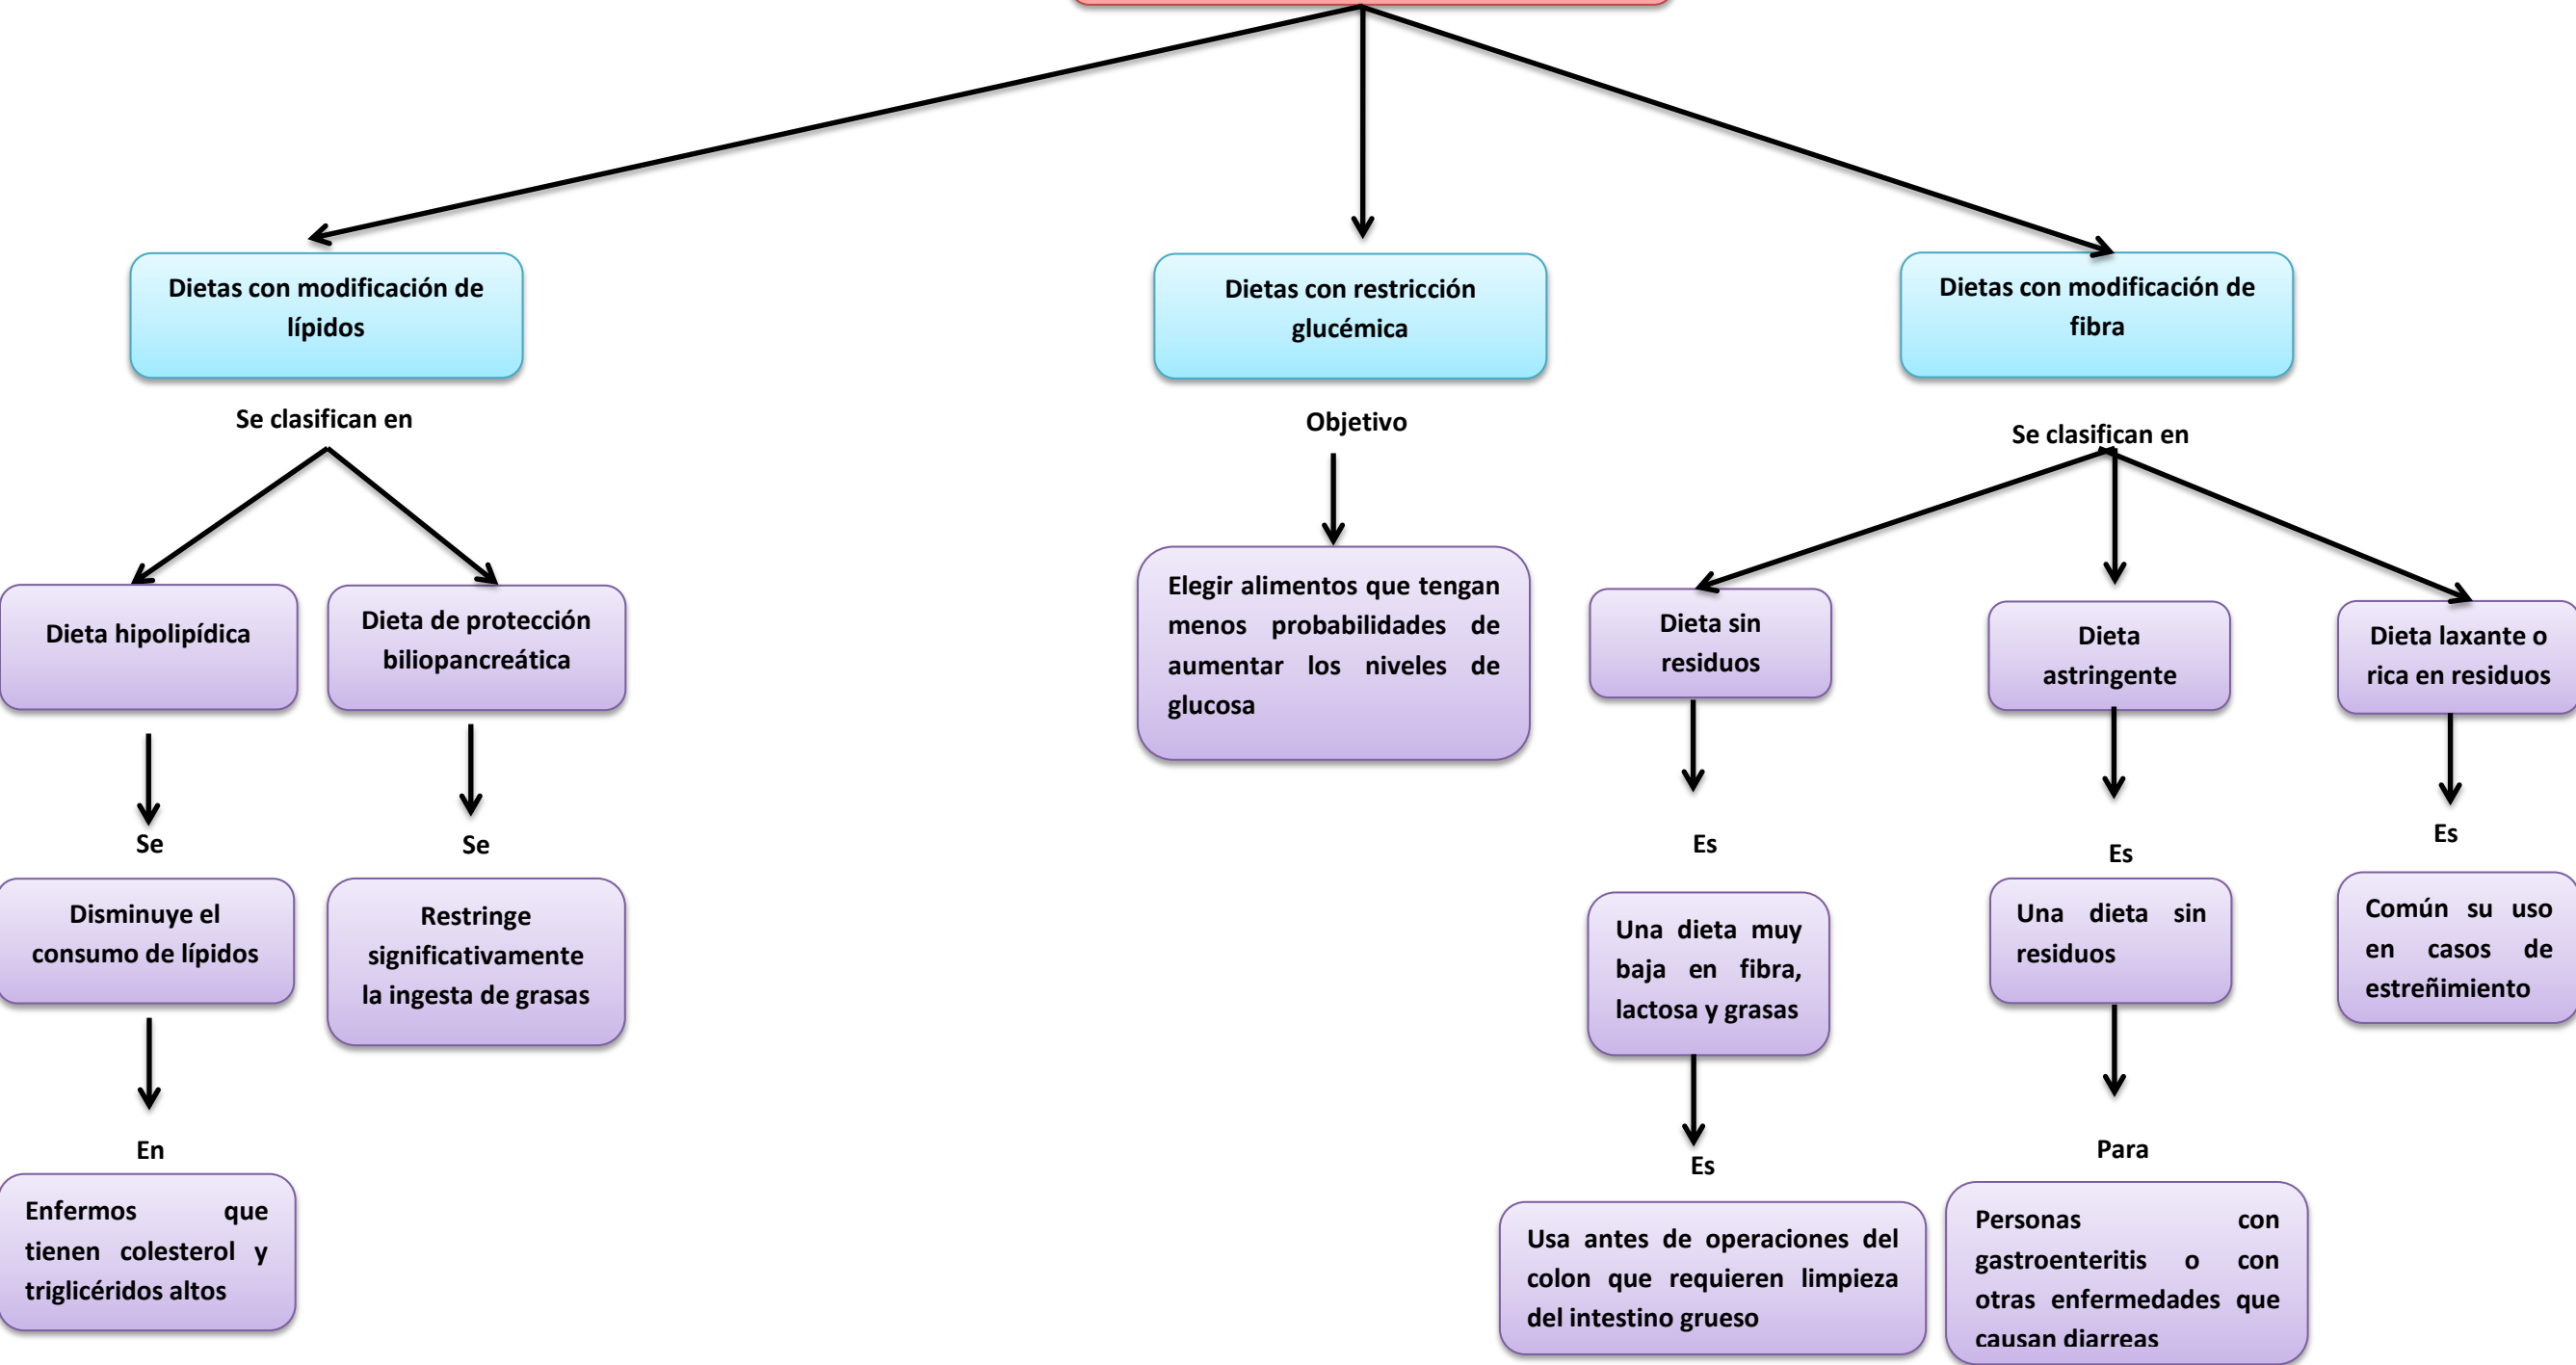 Dietas con modificación de
lípidos
Dietas con restricción
glucémica
Dietas con modificación de
fibra
Se clasifican en
Objetivo
Se clasifican en
Dieta hipolipídica
Dieta de protección
biliopancreática
Elegir alimentos que tengan
menos probabilidades de
aumentar los niveles de
glucosa
Dieta sin
residuos
Dieta
astringente
Dieta laxante o
rica en residuos
Se
Se
Es
Es
Es
Disminuye el
consumo de lípidos
Restringe
significativamente
la ingesta de grasas
Una dieta muy
baja en fibra,
lactosa y grasas
Una dieta sin
residuos
Común su uso
en casos de
estreñimiento
En
Es
Para
Enfermos que
tienen colesterol y
triglicéridos altos
Usa antes de operaciones del
colon que requieren limpieza
del intestino grueso
Personas con
gastroenteritis o con
otras enfermedades que
causan diarreas